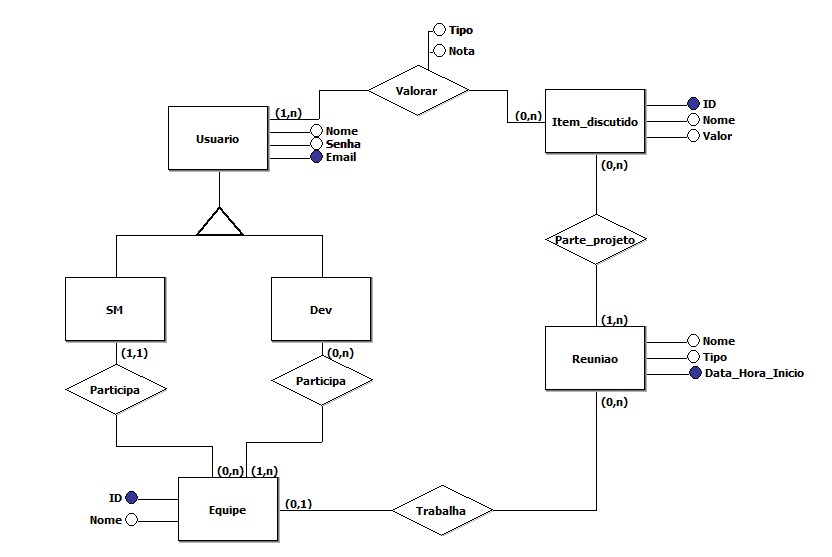 Tipo
Nota
Valorar
(1,n)
(0,n)
Usuario
Nome
Senha
Email
Item_discutido
ID
Nome
Valor
(0,n)
Parte_projeto
SM
Dev
(1,n)
(1,1)
(0,n)
Reuniao
Nome
Tipo
Data_Hora_Inicio
Participa
Participa
(0,n)
(0,n)
(1,n)
ID
Nome
Equipe
(0,1)
Trabalha